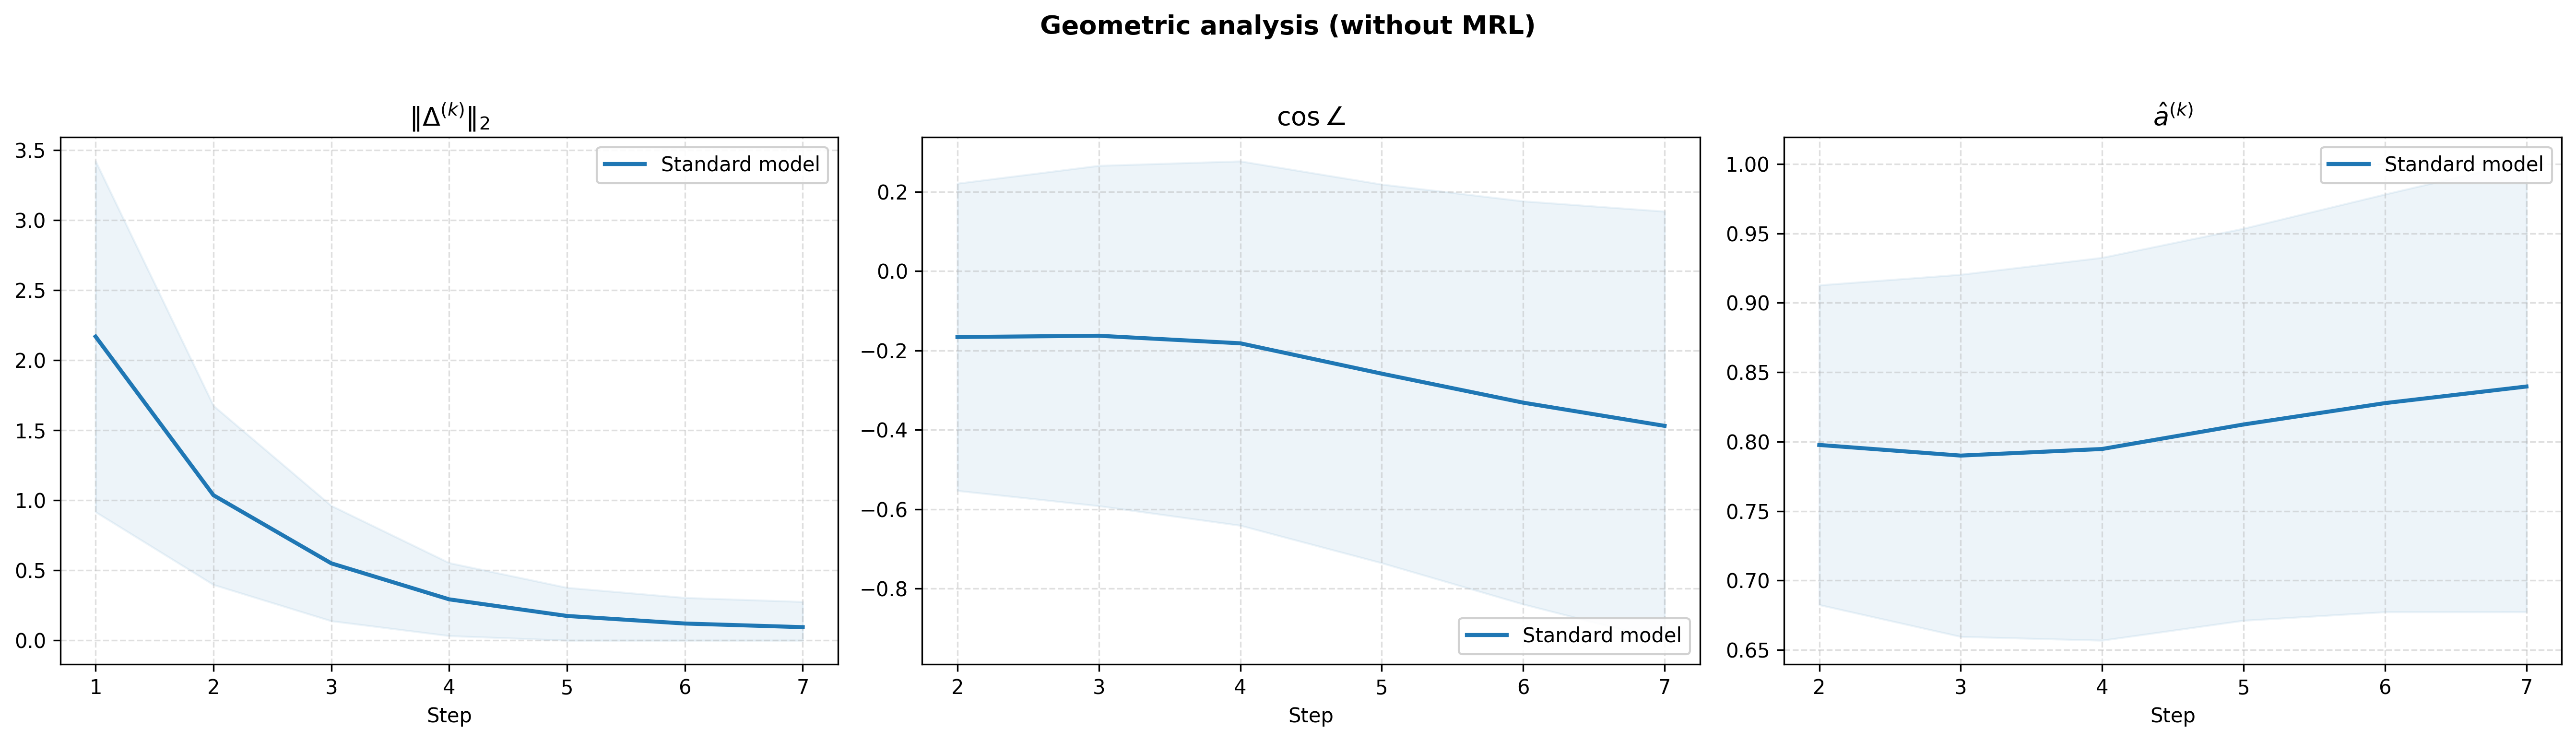 Geometric analysis (without MRL)
‖Δ^(k)‖₂
3.5
3.0
2.5
2.0
1.5
1.0
0.5
0.0
Standard model
1 2 3 4 5 6 7
Step
cos ∠
0.2
0.0
−0.2
−0.4
−0.6
−0.8
Standard model
2 3 4 5 6 7
Step
â^(k)
1.00
0.95
0.90
0.85
0.80
0.75
0.70
0.65
Standard model
2 3 4 5 6 7
Step